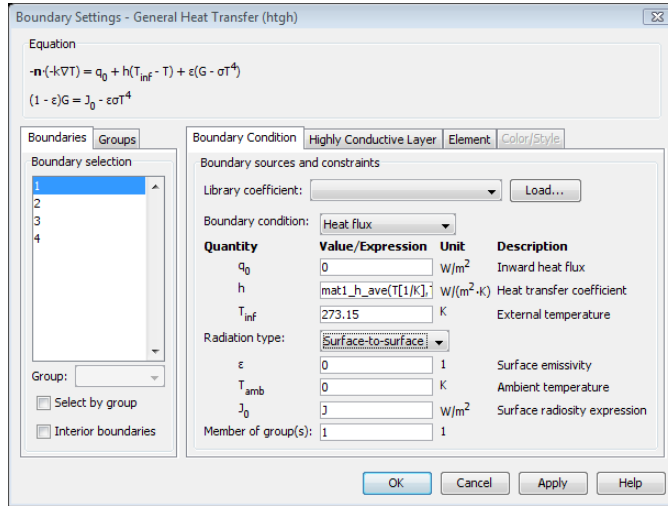 Boundary Settings - General Heat Transfer (htgh)
Equation
-n·(-k∇T) = q₀ + h(T_inf - T) + ε(G - σT⁴)
(1 - ε)G = J₀ - εσT⁴
Boundaries Groups
Boundary selection
1
2
3
4
Group:
Select by group
Interior boundaries
Boundary Condition Highly Conductive Layer Element Color/Style
Boundary sources and constraints
Library coefficient: Load...
Boundary condition: Heat flux
Quantity Value/Expression Unit Description
q₀ 0 W/m² Inward heat flux
h mat1_h_ave(T[1/K], W/(m²·K) Heat transfer coefficient
T_inf 273.15 K External temperature
Radiation type: Surface-to-surface
ε 0 1 Surface emissivity
T_amb 0 K Ambient temperature
J₀ J W/m² Surface radiosity expression
Member of group(s): 1 1
OK Cancel Apply Help